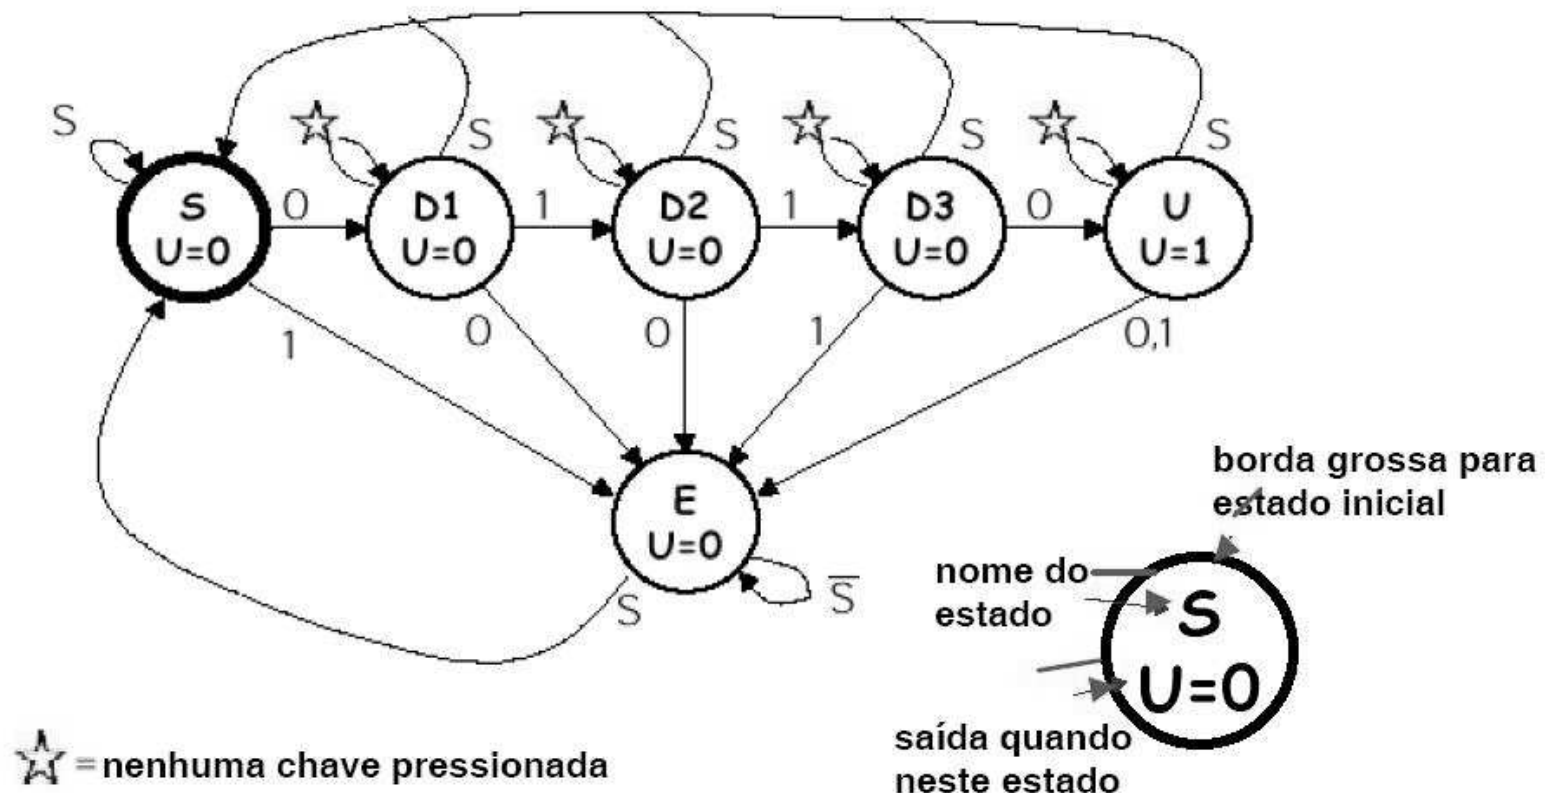 S
S
U=0
0
S
D1
U=0
1
S
D2
U=0
1
S
D3
U=0
0
S
U
U=1
1
0
0
1
0,1
E
U=0
S
S̅
borda grossa para
estado inicial
nome do
estado
S
U=0
saída quando
neste estado
☆=nenhuma chave pressionada